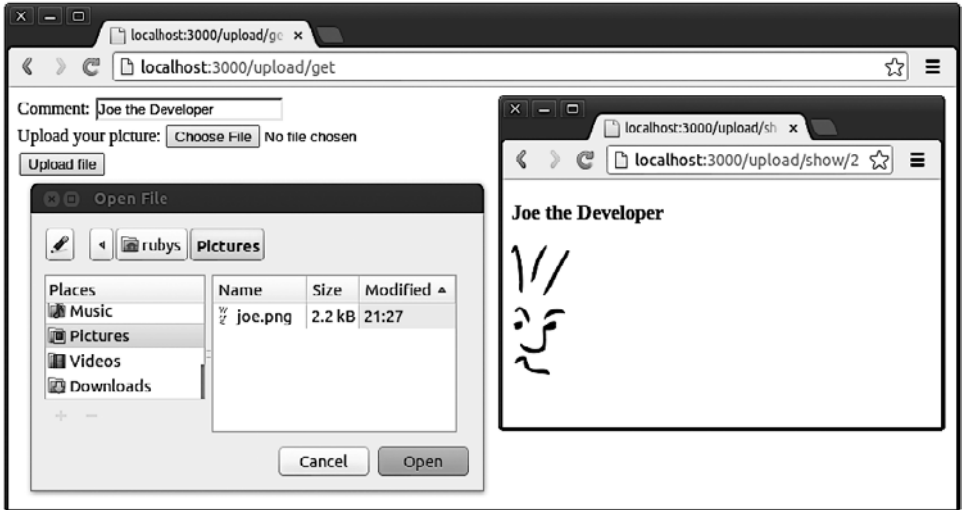 localhost:3000/upload/ge
localhost:3000/upload/get
Comment: Joe the Developer
Upload your picture: Choose File No file chosen
Upload file
Open File
rubys Pictures
Places
Music
Pictures
Videos
Downloads
Name Size Modified
joe.png 2.2 kB 21:27
Cancel Open
localhost:3000/upload/sh
localhost:3000/upload/show/2
Joe the Developer